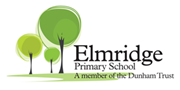 Elmridge
Primary School
A member of the Dunham Trust